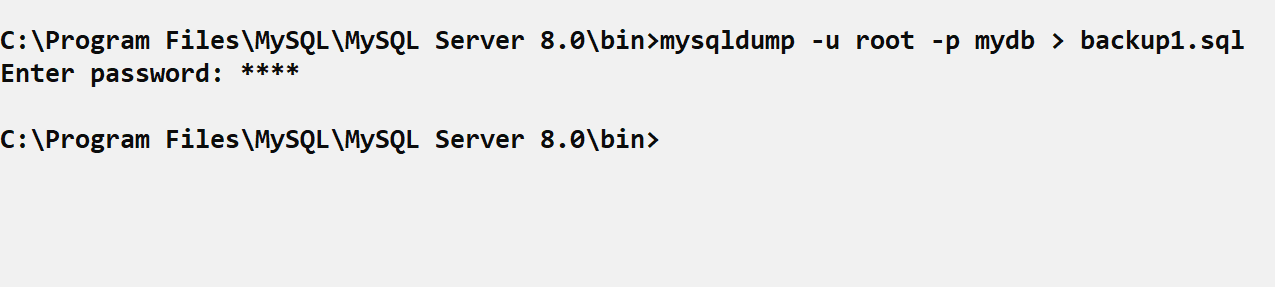 C:\Program Files\MySQL\MySQL Server 8.0\bin>mysqldump -u root -p mydb > backup1.sql
Enter password: ****
C:\Program Files\MySQL\MySQL Server 8.0\bin>